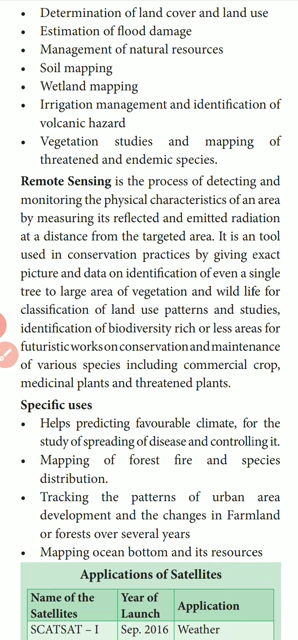 • Determination of land cover and land use
• Estimation of flood damage
• Management of natural resources
• Soil mapping
• Wetland mapping
• Irrigation management and identification of
volcanic hazard
• Vegetation studies and mapping of
threatened and endemic species.
Remote Sensing is the process of detecting and
monitoring the physical characteristics of an area
by measuring its reflected and emitted radiation
at a distance from the targeted area. It is an tool
used in conservation practices by giving exact
picture and data on identification of even a single
tree to large area of vegetation and wild life for
classification of land use patterns and studies,
identification of biodiversity rich or less areas for
futuristic works on conservation and maintenance
of various species including commercial crop,
medicinal plants and threatened plants.
Specific uses
• Helps predicting favourable climate, for the
study of spreading of disease and controlling it.
• Mapping of forest fire and species
distribution.
• Tracking the patterns of urban area
development and the changes in Farmland
or forests over several years
• Mapping ocean bottom and its resources
Applications of Satellites
Name of the Satellites Year of Launch Application
SCATSAT – I Sep. 2016 Weather